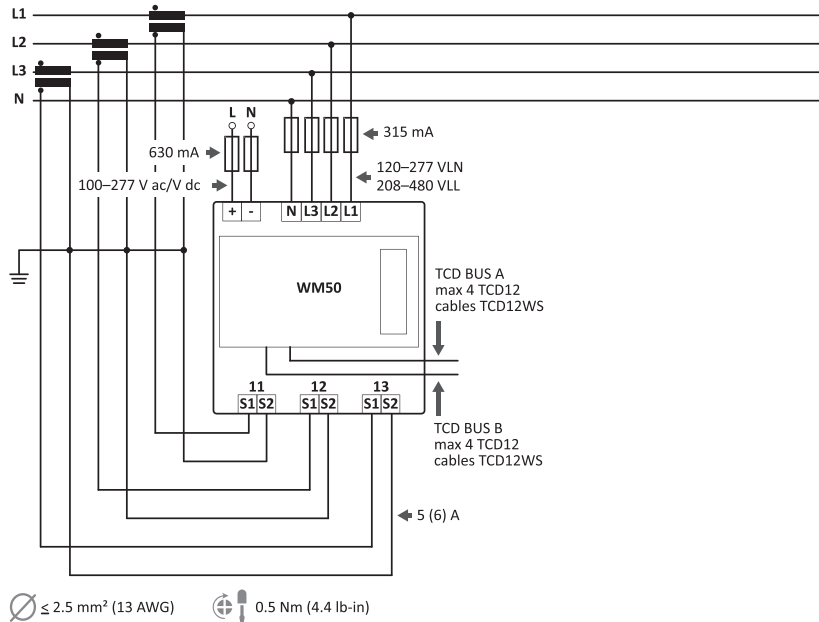 L1
L2
L3
N
L N
630 mA
315 mA
100–277 V ac/V dc
120–277 VLN
208–480 VLL
+ - N L3 L2 L1
WM50
TCD BUS A
max 4 TCD12
cables TCD12WS
11 12 13
S1 S2 S1 S2 S1 S2
TCD BUS B
max 4 TCD12
cables TCD12WS
5 (6) A
≤ 2.5 mm² (13 AWG)
0.5 Nm (4.4 lb-in)